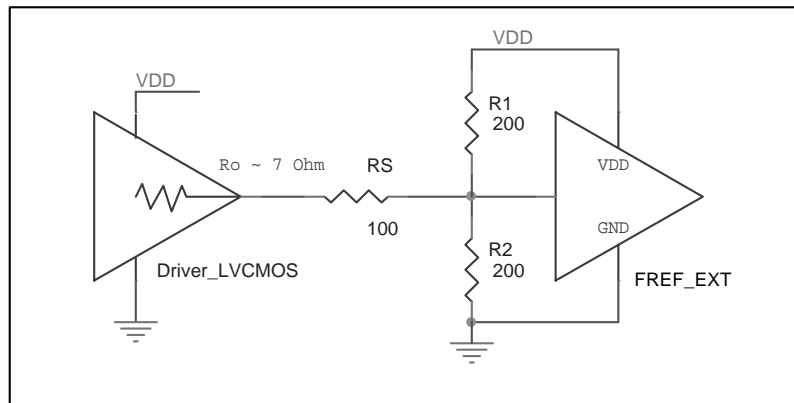 VDD
VDD
R1
200
Ro ~ 7 Ohm
RS
VDD
100
GND
R2
200
Driver_LVCMOS
FREF_EXT